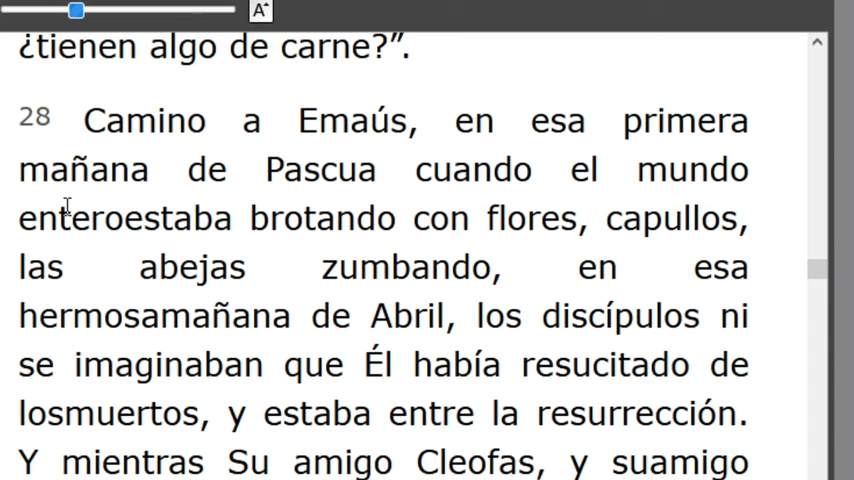 A
¿tienen algo de carne?”.
28 Camino a Emaús, en esa primera
mañana de Pascua cuando el mundo
enteroestaba brotando con flores, capullos,
las abejas zumbando, en esa
hermosamañana de Abril, los discípulos ni
se imaginaban que Él había resucitado de
losmuertos, y estaba entre la resurrección.
Y mientras Su amigo Cleofas, y suamigo